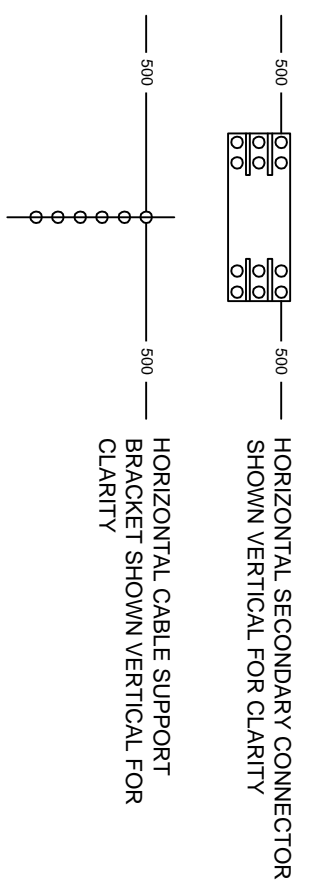 500
500
HORIZONTAL SECONDARY CONNECTOR
SHOWN VERTICAL FOR CLARITY
500
500
HORIZONTAL CABLE SUPPORT
BRACKET SHOWN VERTICAL FOR
CLARITY